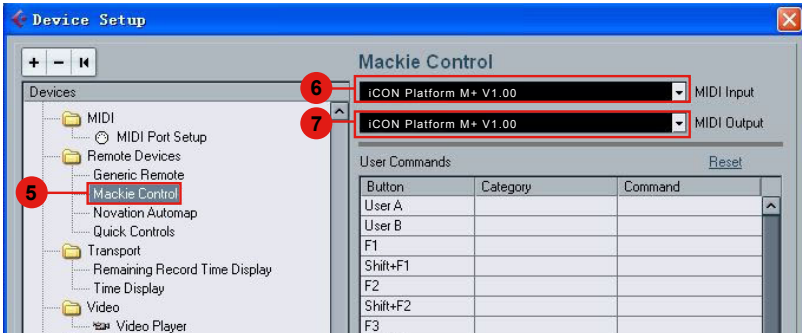 Device Setup
+ - I◄
Mackie Control
Devices
6
iCON Platform M+ V1.00
MIDI Input
MIDI
7
iCON Platform M+ V1.00
MIDI Output
MIDI Port Setup
Remote Devices
User Commands
Reset
Generic Remote
5
Mackie Control
Novation Automap
Quick Controls
Transport
Remaining Record Time Display
Time Display
Video
Video Player
Button Category Command
User A
User B
F1
Shift+F1
F2
Shift+F2
F3